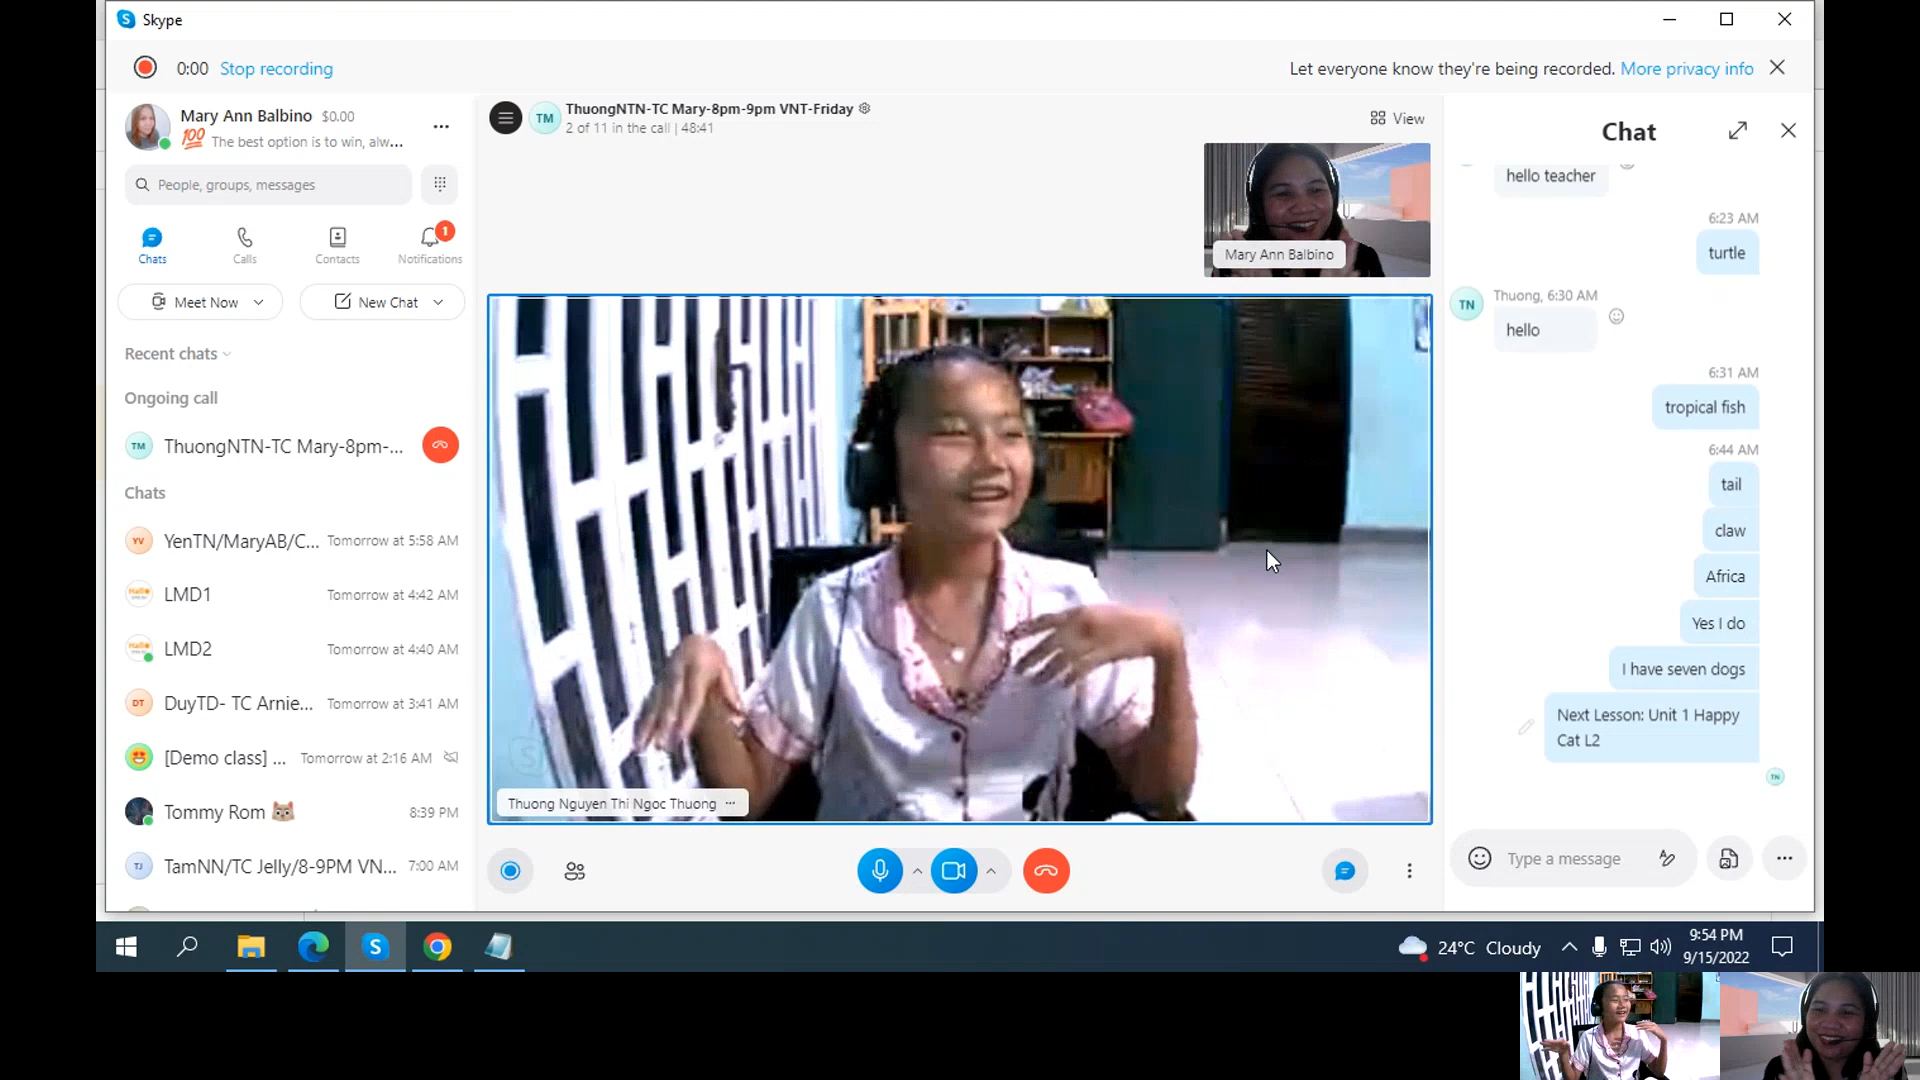 Skype
0:00 Stop recording
Let everyone know they're being recorded. More privacy info
Mary Ann Balbino $0.00
💯 The best option is to win, alw...
People, groups, messages
Chats
Calls
Contacts
Notifications
1
Meet Now
New Chat
Recent chats
Ongoing call
TM ThuongNTN-TC Mary-8pm-...
Chats
YV YenTN/MaryAB/C... Tomorrow at 5:58 AM
LMD1 Tomorrow at 4:42 AM
LMD2 Tomorrow at 4:40 AM
DT DuyTD- TC Arnie... Tomorrow at 3:41 AM
[Demo class] ... Tomorrow at 2:16 AM
Tommy Rom 8:39 PM
TJ TamNN/TC Jelly/8-9PM VN... 7:00 AM
TM ThuongNTN-TC Mary-8pm-9pm VNT-Friday
2 of 11 in the call | 48:41
View
Mary Ann Balbino
Thuong Nguyen Thi Ngoc Thuong
Chat
hello teacher
6:23 AM
turtle
TN Thuong, 6:30 AM
hello
6:31 AM
tropical fish
6:44 AM
tail
claw
Africa
Yes I do
I have seven dogs
Next Lesson: Unit 1 Happy
Cat L2
TN
Type a message
24°C Cloudy
9:54 PM
9/15/2022